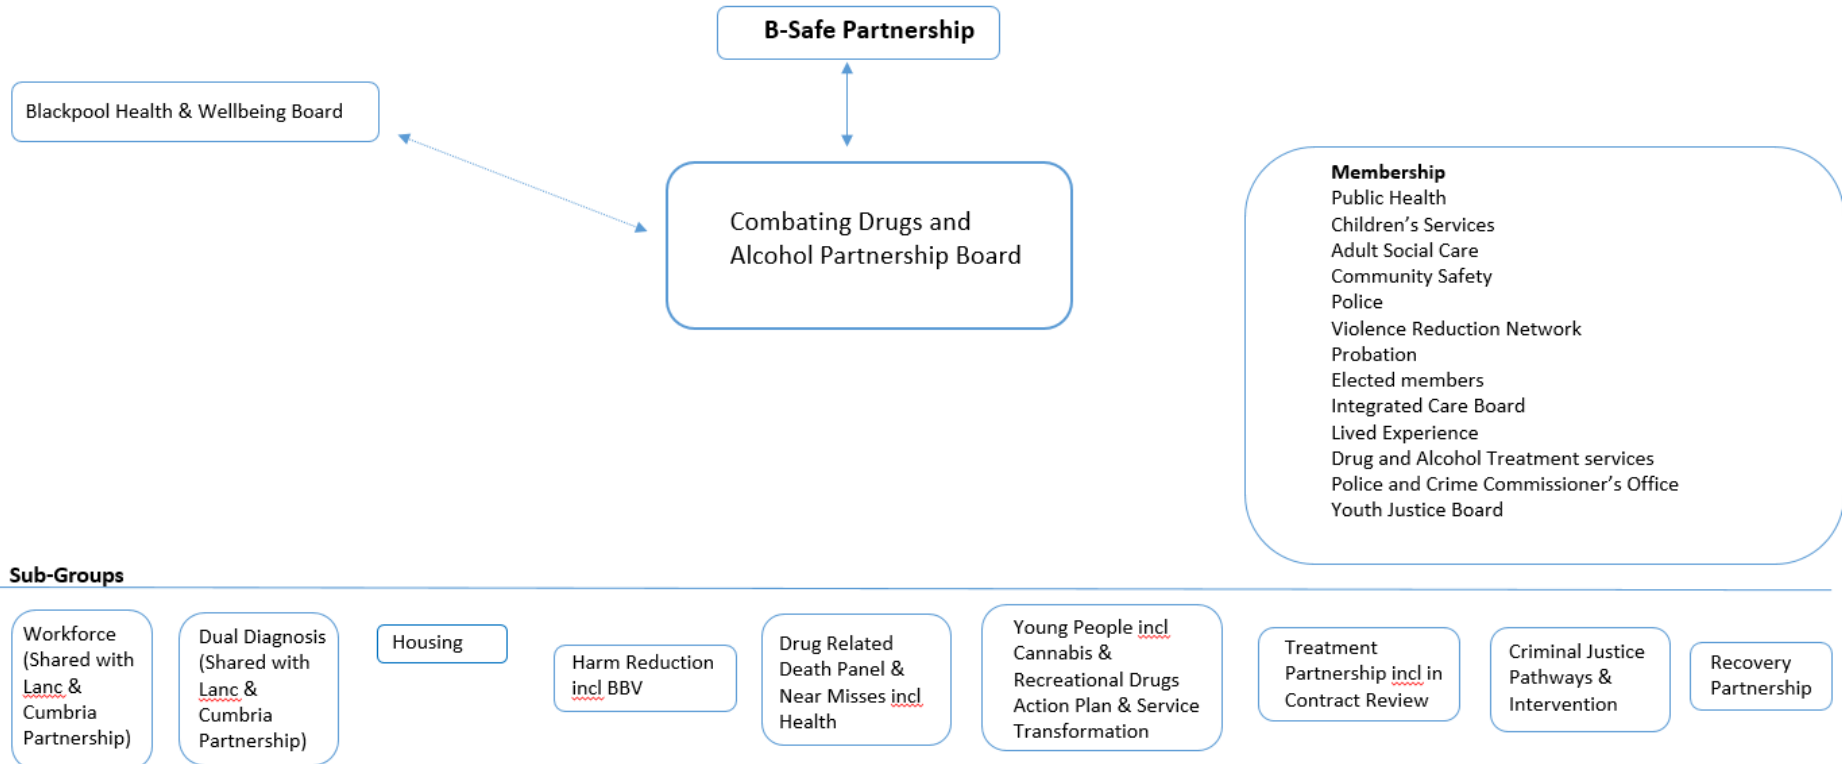 B-Safe Partnership
Blackpool Health & Wellbeing Board
Combating Drugs and
Alcohol Partnership Board
Membership
Public Health
Children’s Services
Adult Social Care
Community Safety
Police
Violence Reduction Network
Probation
Elected members
Integrated Care Board
Lived Experience
Drug and Alcohol Treatment services
Police and Crime Commissioner’s Office
Youth Justice Board
Sub-Groups
Workforce
(Shared with
Lanc &
Cumbria
Partnership)
Dual Diagnosis
(Shared with
Lanc &
Cumbria
Partnership)
Housing
Harm Reduction
incl BBV
Drug Related
Death Panel &
Near Misses incl
Health
Young People incl
Cannabis &
Recreational Drugs
Action Plan & Service
Transformation
Treatment
Partnership incl in
Contract Review
Criminal Justice
Pathways &
Intervention
Recovery
Partnership